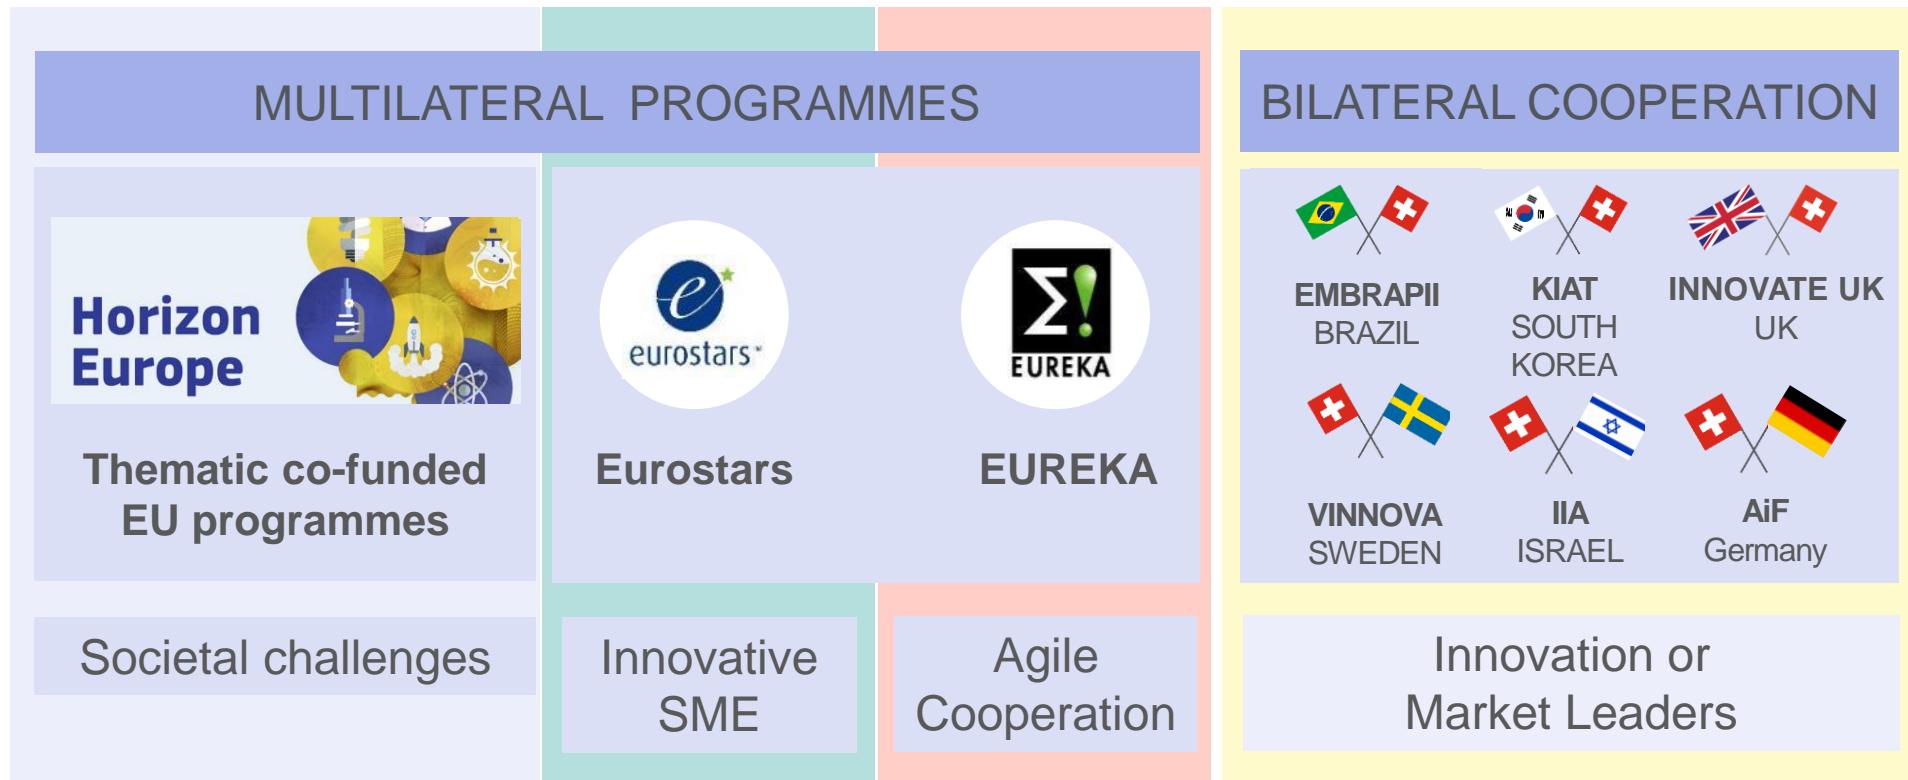 MULTILATERAL PROGRAMMES
Horizon
Europe
Thematic co-funded
EU programmes
eurostars™
Eurostars
EUREKA
EUREKA
Societal challenges
Innovative
SME
Agile
Cooperation
BILATERAL COOPERATION
EMBRAPII
BRAZIL
KIAT
SOUTH
KOREA
INNOVATE UK
UK
VINNOVA
SWEDEN
IIA
ISRAEL
AiF
Germany
Innovation or
Market Leaders